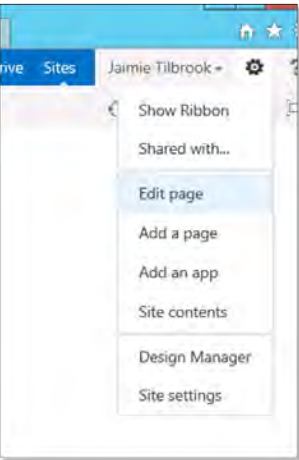 rive Sites Jaimie Tilbrook
Show Ribbon
Shared with...
Edit page
Add a page
Add an app
Site contents
Design Manager
Site settings